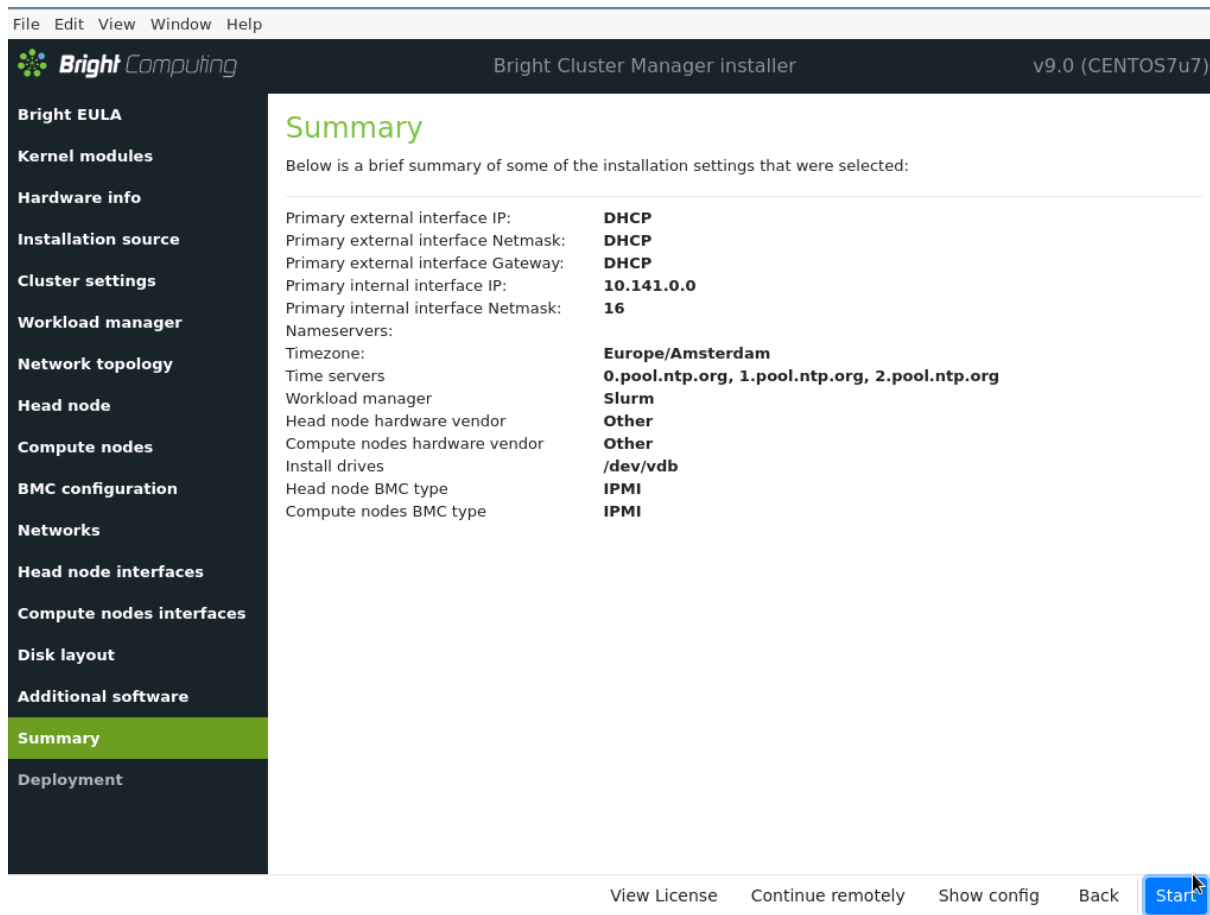 File Edit View Window Help
Bright Computing
Bright Cluster Manager installer
v9.0 (CENTOS7u7)
Bright EULA
Kernel modules
Hardware info
Installation source
Cluster settings
Workload manager
Network topology
Head node
Compute nodes
BMC configuration
Networks
Head node interfaces
Compute nodes interfaces
Disk layout
Additional software
Summary
Deployment
Summary
Below is a brief summary of some of the installation settings that were selected:
Primary external interface IP: DHCP
Primary external interface Netmask: DHCP
Primary external interface Gateway: DHCP
Primary internal interface IP: 10.141.0.0
Primary internal interface Netmask: 16
Nameservers:
Timezone: Europe/Amsterdam
Time servers 0.pool.ntp.org, 1.pool.ntp.org, 2.pool.ntp.org
Workload manager Slurm
Head node hardware vendor Other
Compute nodes hardware vendor Other
Install drives /dev/vdb
Head node BMC type IPMI
Compute nodes BMC type IPMI
View License Continue remotely Show config Back Start